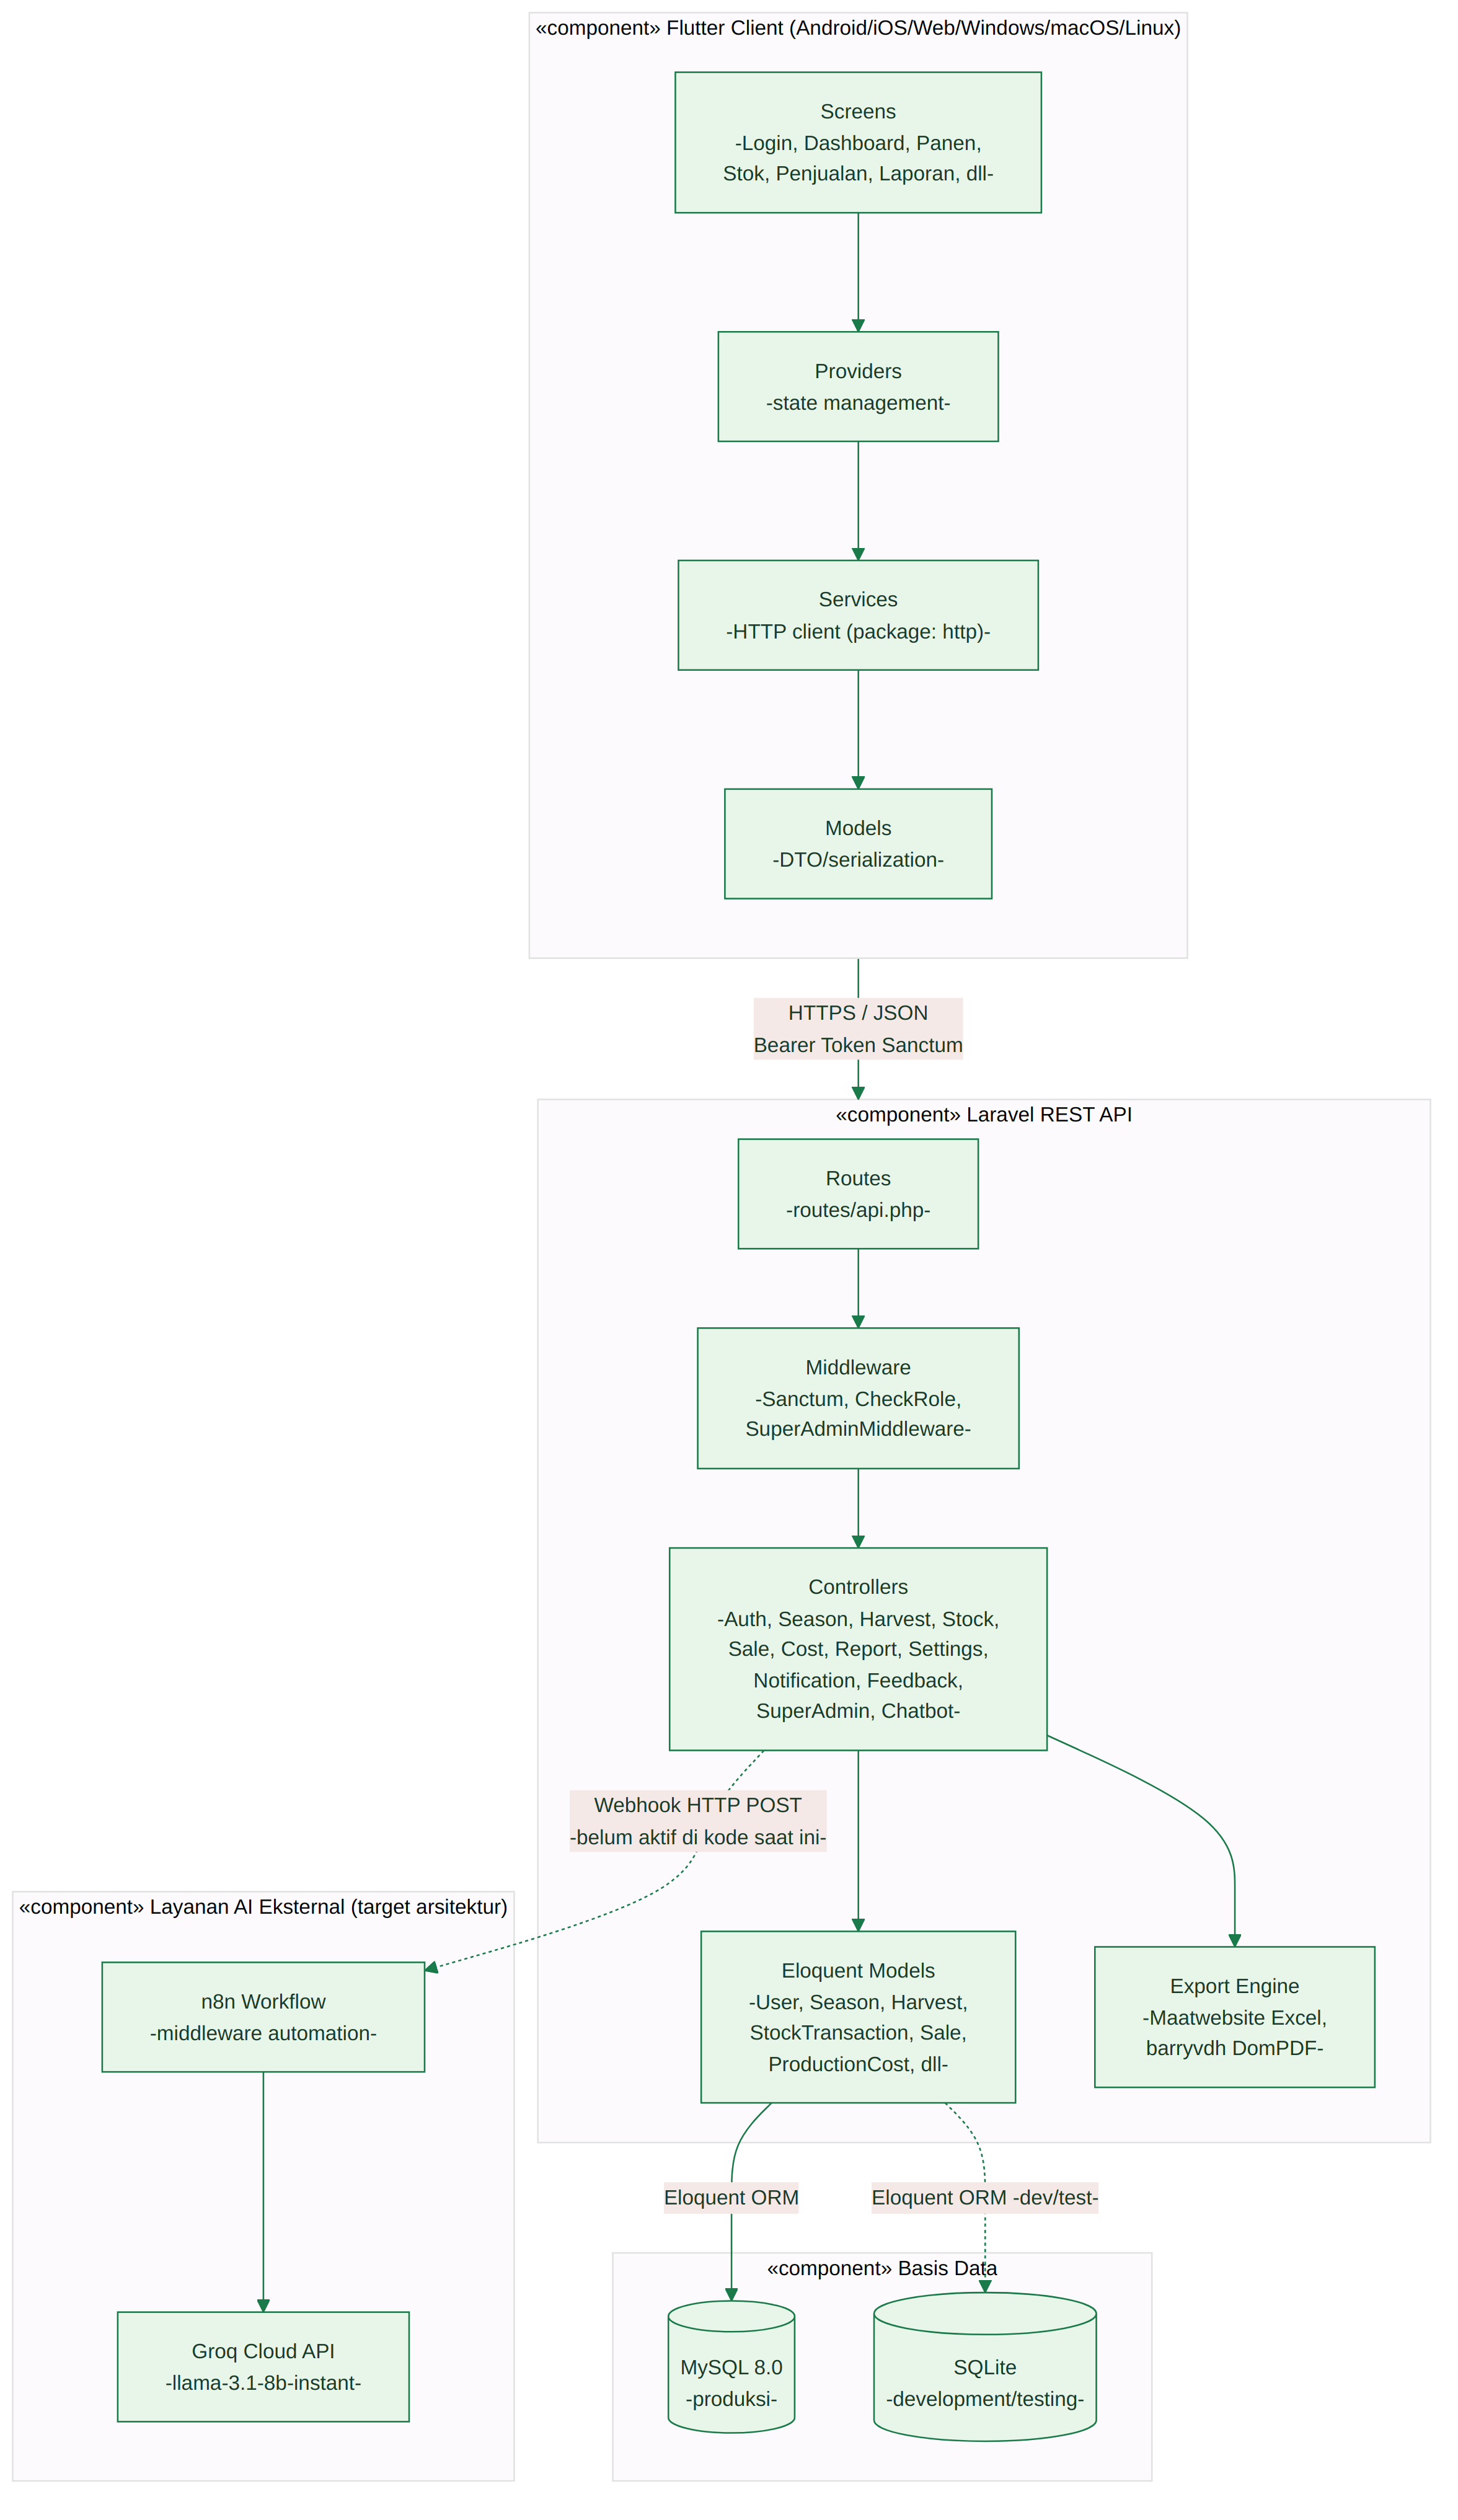 «component» Flutter Client (Android/iOS/Web/Windows/macOS/Linux)
Screens
-Login, Dashboard, Panen,
Stok, Penjualan, Laporan, dll-
Providers
-state management-
Services
-HTTP client (package: http)-
Models
-DTO/serialization-
HTTPS / JSON
Bearer Token Sanctum
«component» Laravel REST API
Routes
-routes/api.php-
Middleware
-Sanctum, CheckRole,
SuperAdminMiddleware-
Controllers
-Auth, Season, Harvest, Stock,
Sale, Cost, Report, Settings,
Notification, Feedback,
SuperAdmin, Chatbot-
Webhook HTTP POST
-belum aktif di kode saat ini-
«component» Layanan AI Eksternal (target arsitektur)
n8n Workflow
-middleware automation-
Eloquent Models
-User, Season, Harvest,
StockTransaction, Sale,
ProductionCost, dll-
Export Engine
-Maatwebsite Excel,
barryvdh DomPDF-
Eloquent ORM
Eloquent ORM -dev/test-
«component» Basis Data
Groq Cloud API
-llama-3.1-8b-instant-
MySQL 8.0
-produksi-
SQLite
-development/testing-